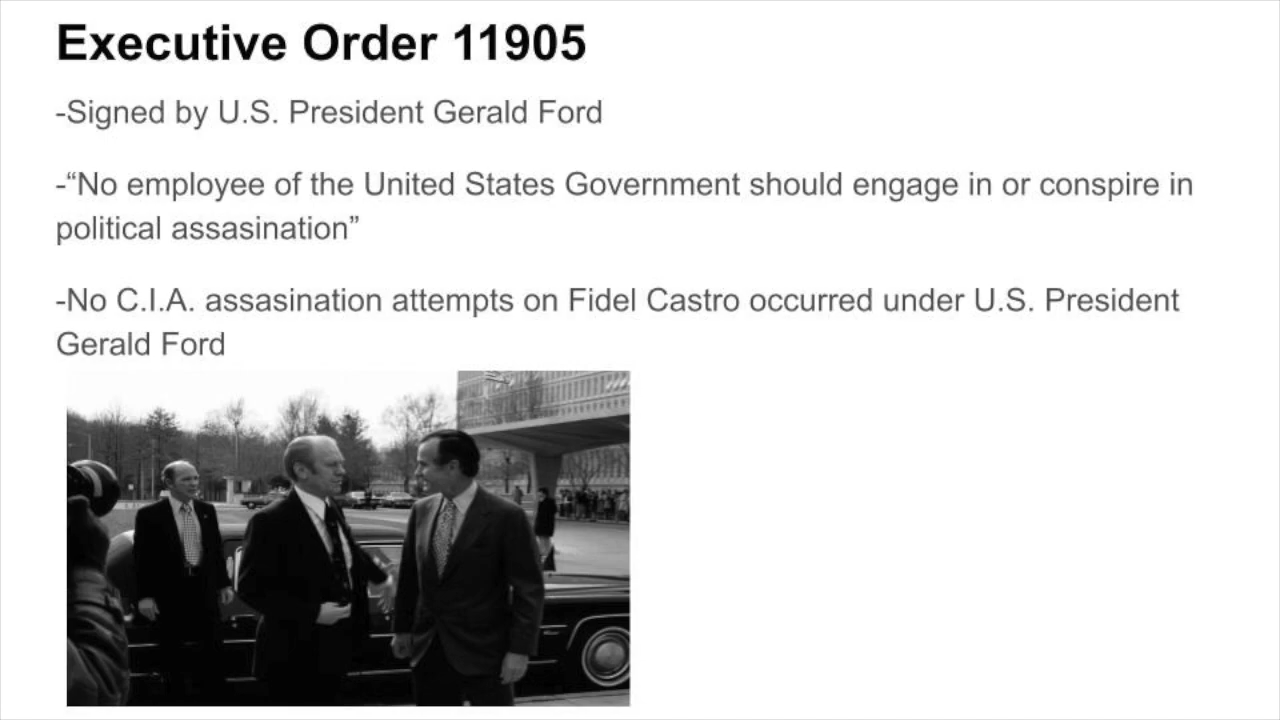 Executive Order 11905
-Signed by U.S. President Gerald Ford
-“No employee of the United States Government should engage in or conspire in
political assasination”
-No C.I.A. assasination attempts on Fidel Castro occurred under U.S. President
Gerald Ford